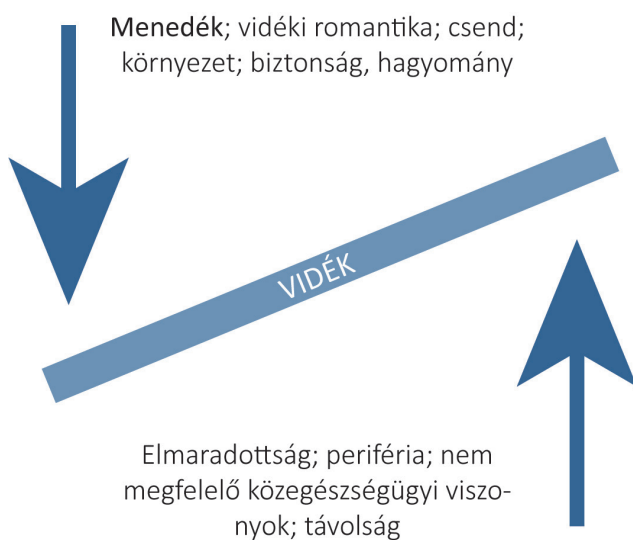 Menedék; vidéki romantika; csend;
környezet; biztonság, hagyomány
VIDÉK
Elmaradottság; periféria; nem
megfelelő közegészségügyi viszo-
nyok; távolság